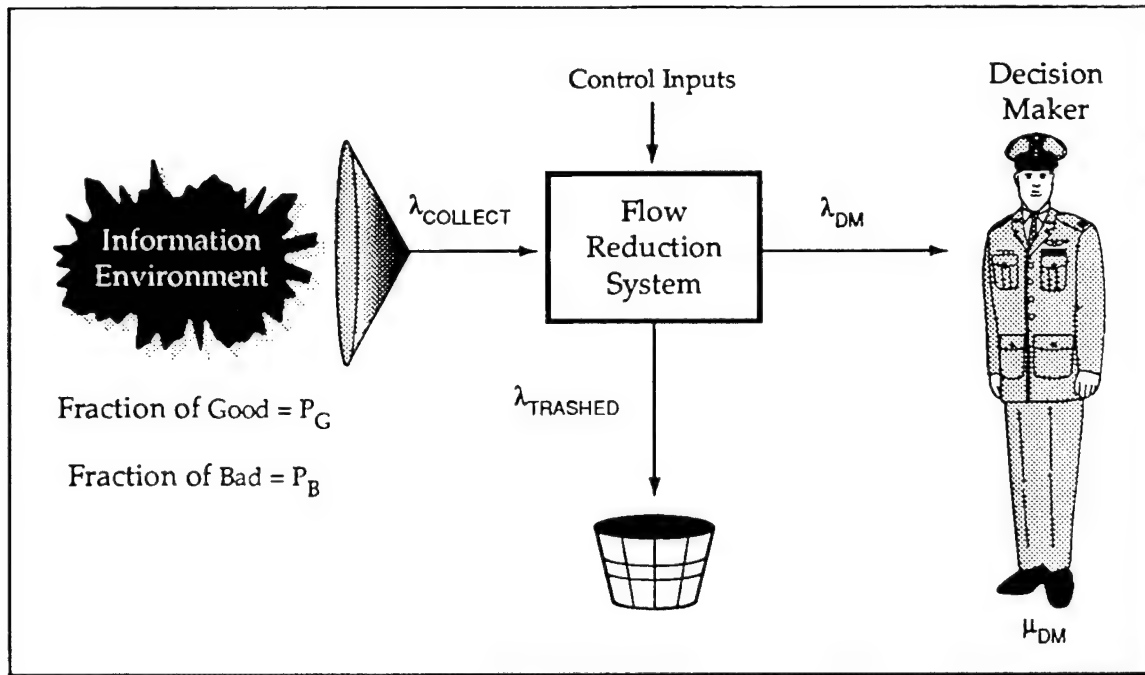 Control Inputs
Decision
Maker
Information
Environment
λCOLLECT
Flow
Reduction
System
λDM
Fraction of Good = PG
Fraction of Bad = PB
λTRASHED
μDM